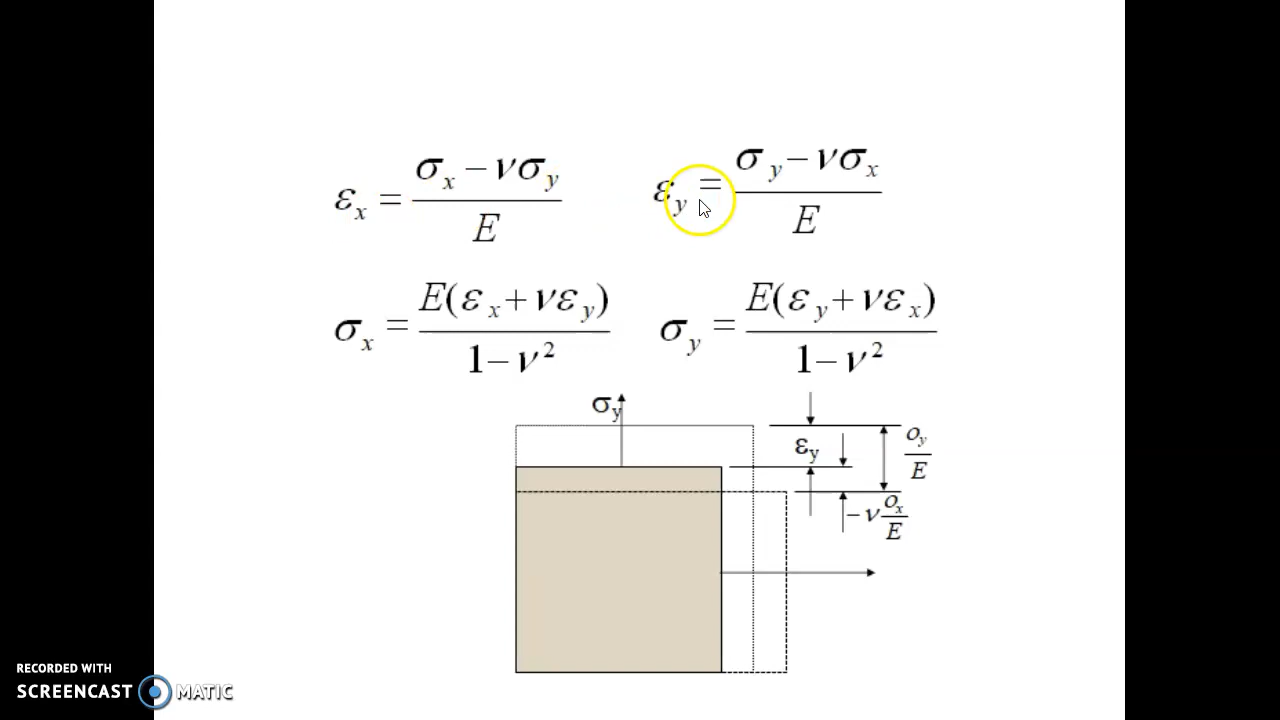 εx = (σx − νσy) / E
εy = (σy − νσx) / E
σx = E(εx + νεy) / (1 − ν²)
σy = E(εy + νεx) / (1 − ν²)
σy
εy
σy / E
−ν σx / E
RECORDED WITH
SCREENCAST MATIC